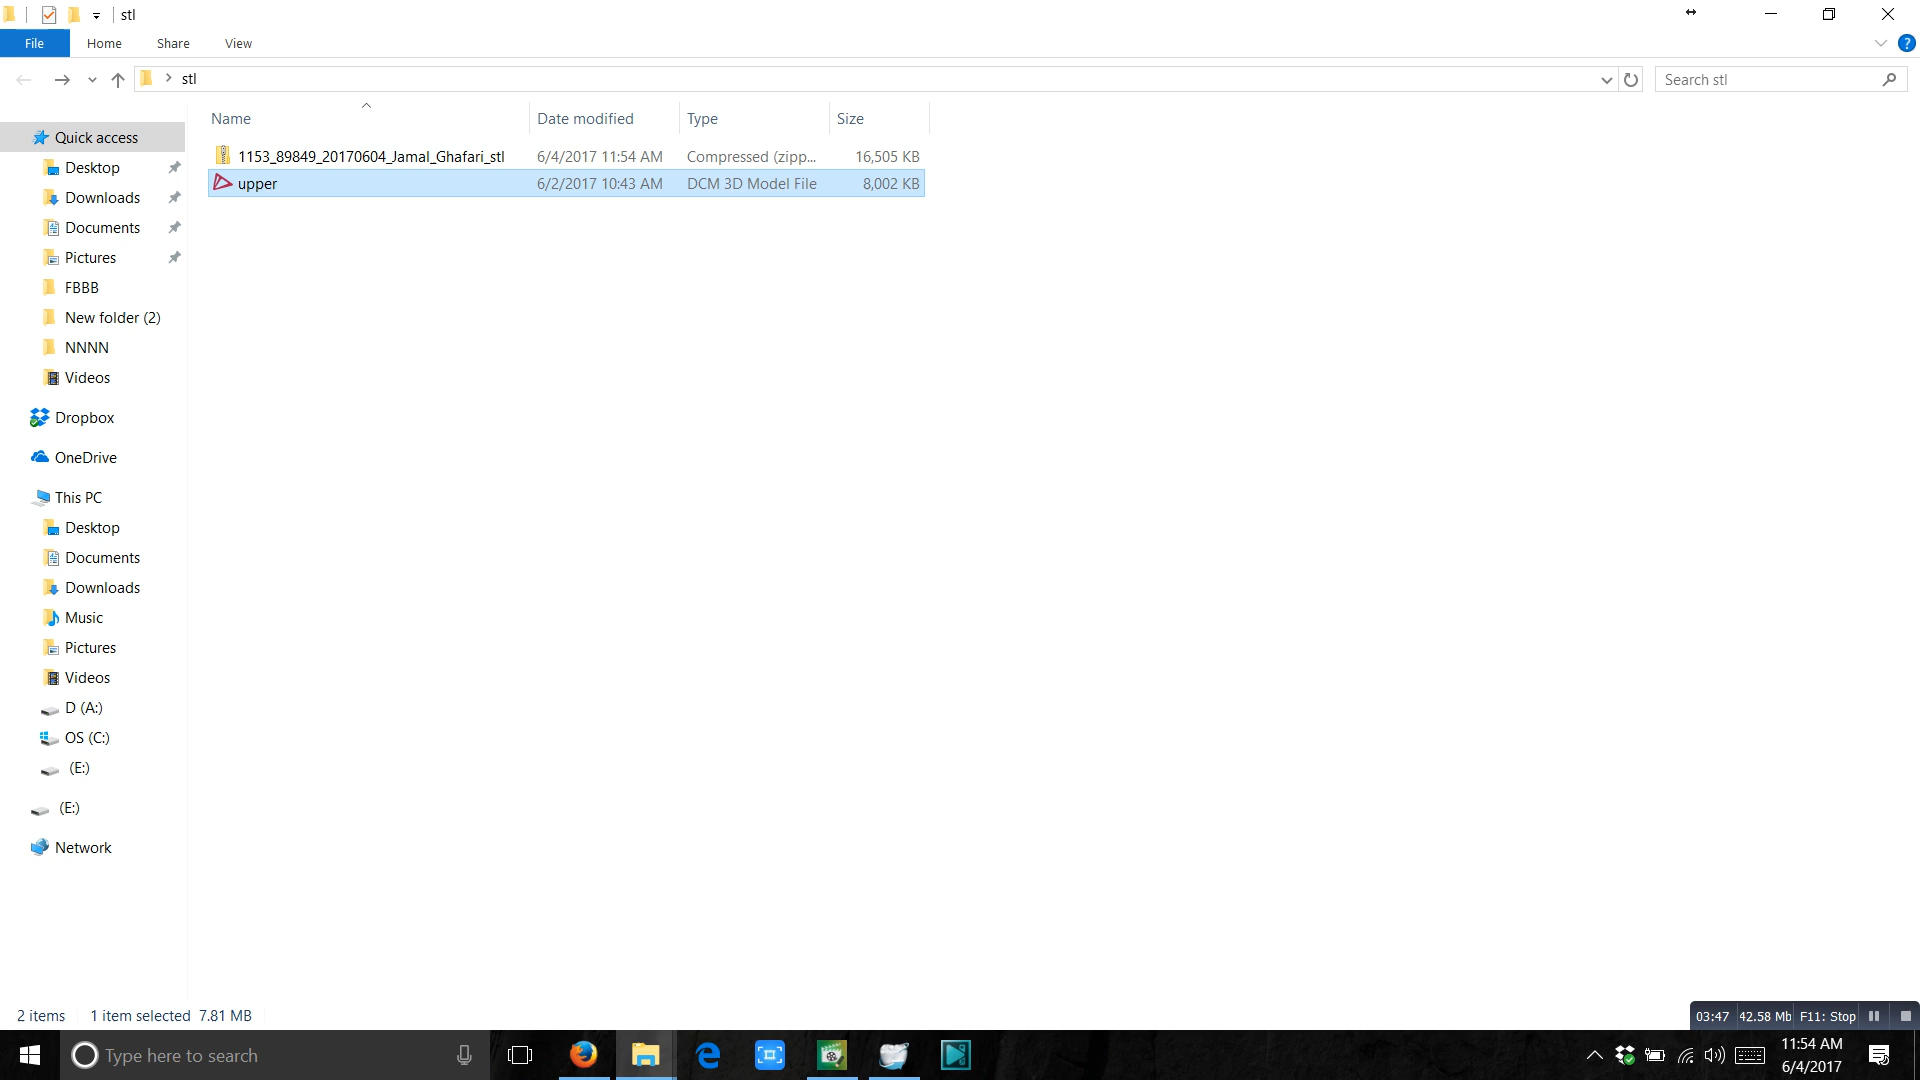 stl
File Home Share View
stl
Search stl
Name Date modified Type Size
1153_89849_20170604_Jamal_Ghafari_stl 6/4/2017 11:54 AM Compressed (zipp... 16,505 KB
upper 6/2/2017 10:43 AM DCM 3D Model File 8,002 KB
Quick access
Desktop
Downloads
Documents
Pictures
FBBB
New folder (2)
NNNN
Videos
Dropbox
OneDrive
This PC
Desktop
Documents
Downloads
Music
Pictures
Videos
D (A:)
OS (C:)
(E:)
(E:)
Network
2 items 1 item selected 7.81 MB
03:47 42.58 Mb F11: Stop
Type here to search
11:54 AM
6/4/2017